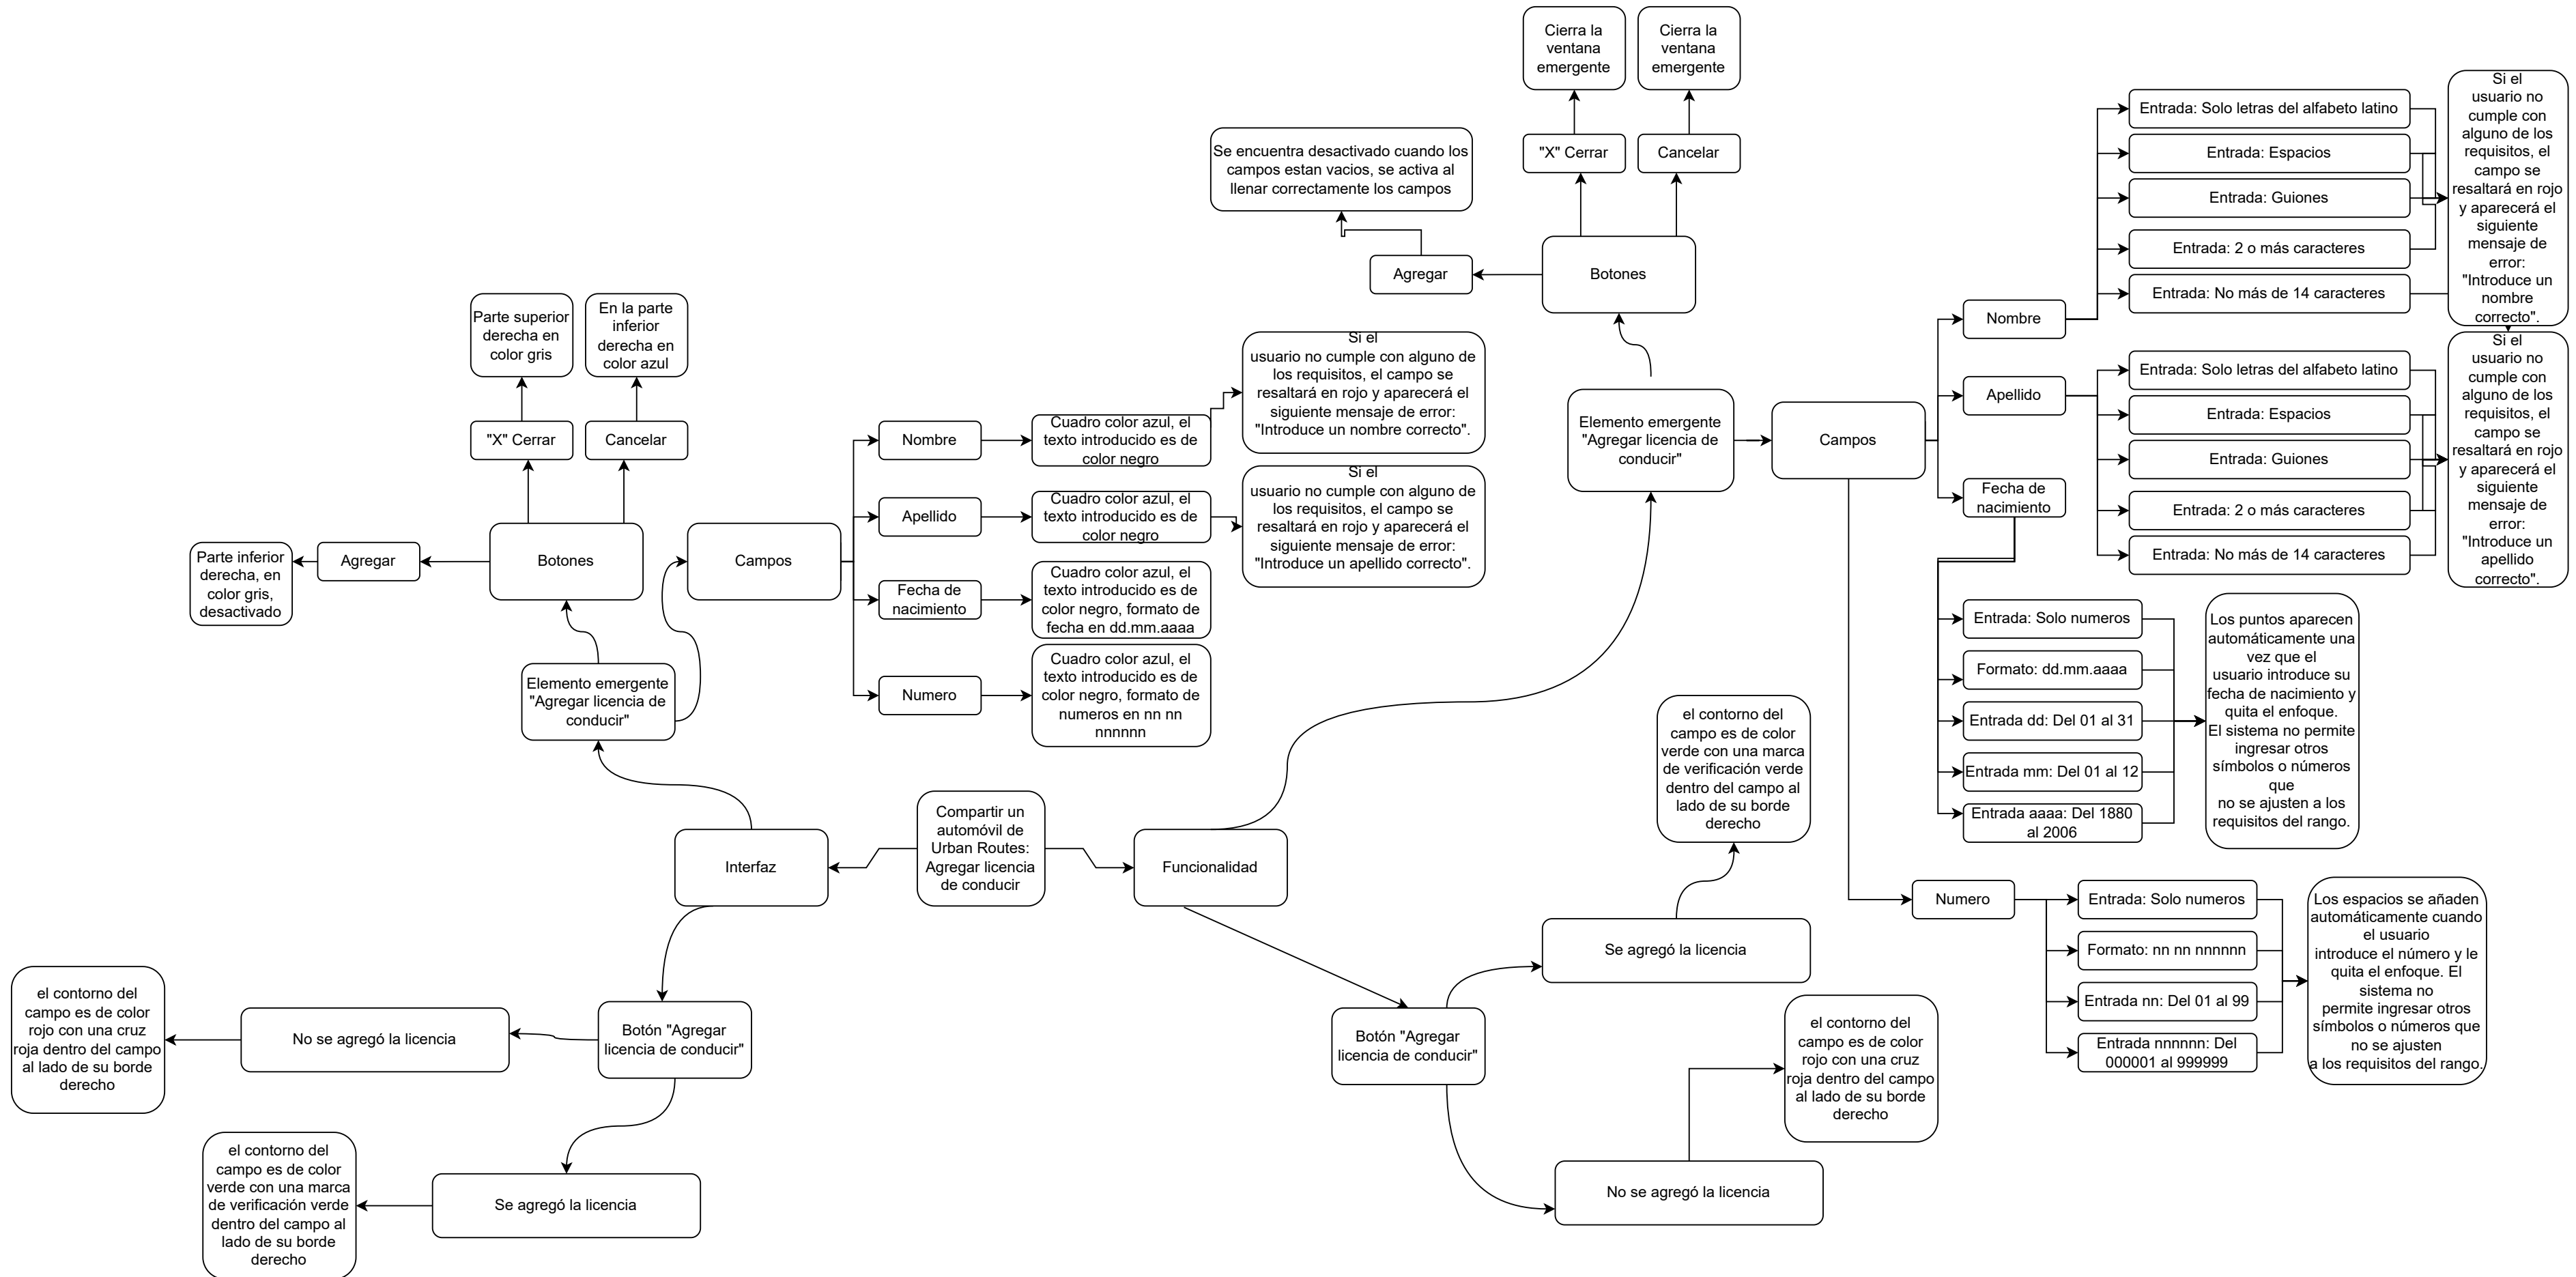 Cierra la
ventana
emergente
Cierra la
ventana
emergente
"X" Cerrar
Cancelar
Se encuentra desactivado cuando los
campos estan vacios, se activa al
llenar correctamente los campos
Agregar
Botones
Elemento emergente
"Agregar licencia de
conducir"
Campos
Nombre
Entrada: Solo letras del alfabeto latino
Entrada: Espacios
Entrada: Guiones
Entrada: 2 o más caracteres
Entrada: No más de 14 caracteres
Si el
usuario no
cumple con
alguno de los
requisitos, el
campo se
resaltará en rojo
y aparecerá el
siguiente
mensaje de
error:
"Introduce un
nombre
correcto".
Apellido
Entrada: Solo letras del alfabeto latino
Entrada: Espacios
Entrada: Guiones
Entrada: 2 o más caracteres
Entrada: No más de 14 caracteres
Si el
usuario no
cumple con
alguno de los
requisitos, el
campo se
resaltará en rojo
y aparecerá el
siguiente
mensaje de
error:
"Introduce un
apellido
correcto".
Fecha de
nacimiento
Entrada: Solo numeros
Formato: dd.mm.aaaa
Entrada dd: Del 01 al 31
Entrada mm: Del 01 al 12
Entrada aaaa: Del 1880
al 2006
Los puntos aparecen
automáticamente una
vez que el
usuario introduce su
fecha de nacimiento y
quita el enfoque.
El sistema no permite
ingresar otros
símbolos o números
que
no se ajusten a los
requisitos del rango.
Numero
Entrada: Solo numeros
Formato: nn nn nnnnnn
Entrada nn: Del 01 al 99
Entrada nnnnnn: Del
000001 al 999999
Los espacios se añaden
automáticamente cuando
el usuario
introduce el número y le
quita el enfoque. El
sistema no
permite ingresar otros
símbolos o números que
no se ajusten
a los requisitos del rango.
Parte superior
derecha en
color gris
En la parte
inferior
derecha en
color azul
"X" Cerrar
Cancelar
Parte inferior
derecha, en
color gris,
desactivado
Agregar
Botones
Campos
Nombre
Cuadro color azul, el
texto introducido es de
color negro
Si el
usuario no cumple con alguno de
los requisitos, el campo se
resaltará en rojo y aparecerá el
siguiente mensaje de error:
"Introduce un nombre correcto".
Apellido
Cuadro color azul, el
texto introducido es de
color negro
Si el
usuario no cumple con alguno de
los requisitos, el campo se
resaltará en rojo y aparecerá el
siguiente mensaje de error:
"Introduce un apellido correcto".
Fecha de
nacimiento
Cuadro color azul, el
texto introducido es de
color negro, formato de
fecha en dd.mm.aaaa
Numero
Cuadro color azul, el
texto introducido es de
color negro, formato de
numeros en nn nn
nnnnnn
Elemento emergente
"Agregar licencia de
conducir"
Interfaz
Compartir un
automóvil de
Urban Routes:
Agregar licencia
de conducir
Funcionalidad
el contorno del
campo es de color
verde con una marca
de verificación verde
dentro del campo al
lado de su borde
derecho
Se agregó la licencia
Botón "Agregar
licencia de conducir"
el contorno del
campo es de color
rojo con una cruz
roja dentro del campo
al lado de su borde
derecho
No se agregó la licencia
el contorno del
campo es de color
rojo con una cruz
roja dentro del campo
al lado de su borde
derecho
No se agregó la licencia
Botón "Agregar
licencia de conducir"
el contorno del
campo es de color
verde con una marca
de verificación verde
dentro del campo al
lado de su borde
derecho
Se agregó la licencia